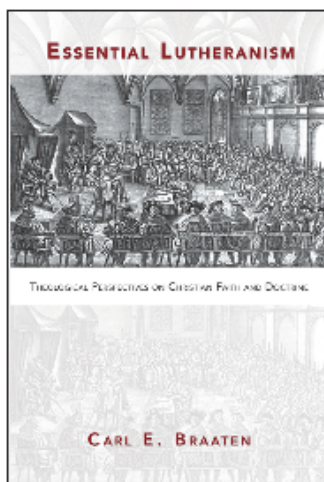 ESSENTIAL LUTHERANISM
THEOLOGICAL PERSPECTIVES ON CHRISTIAN FAITH AND DOCTRINE
CARL E. BRAATEN